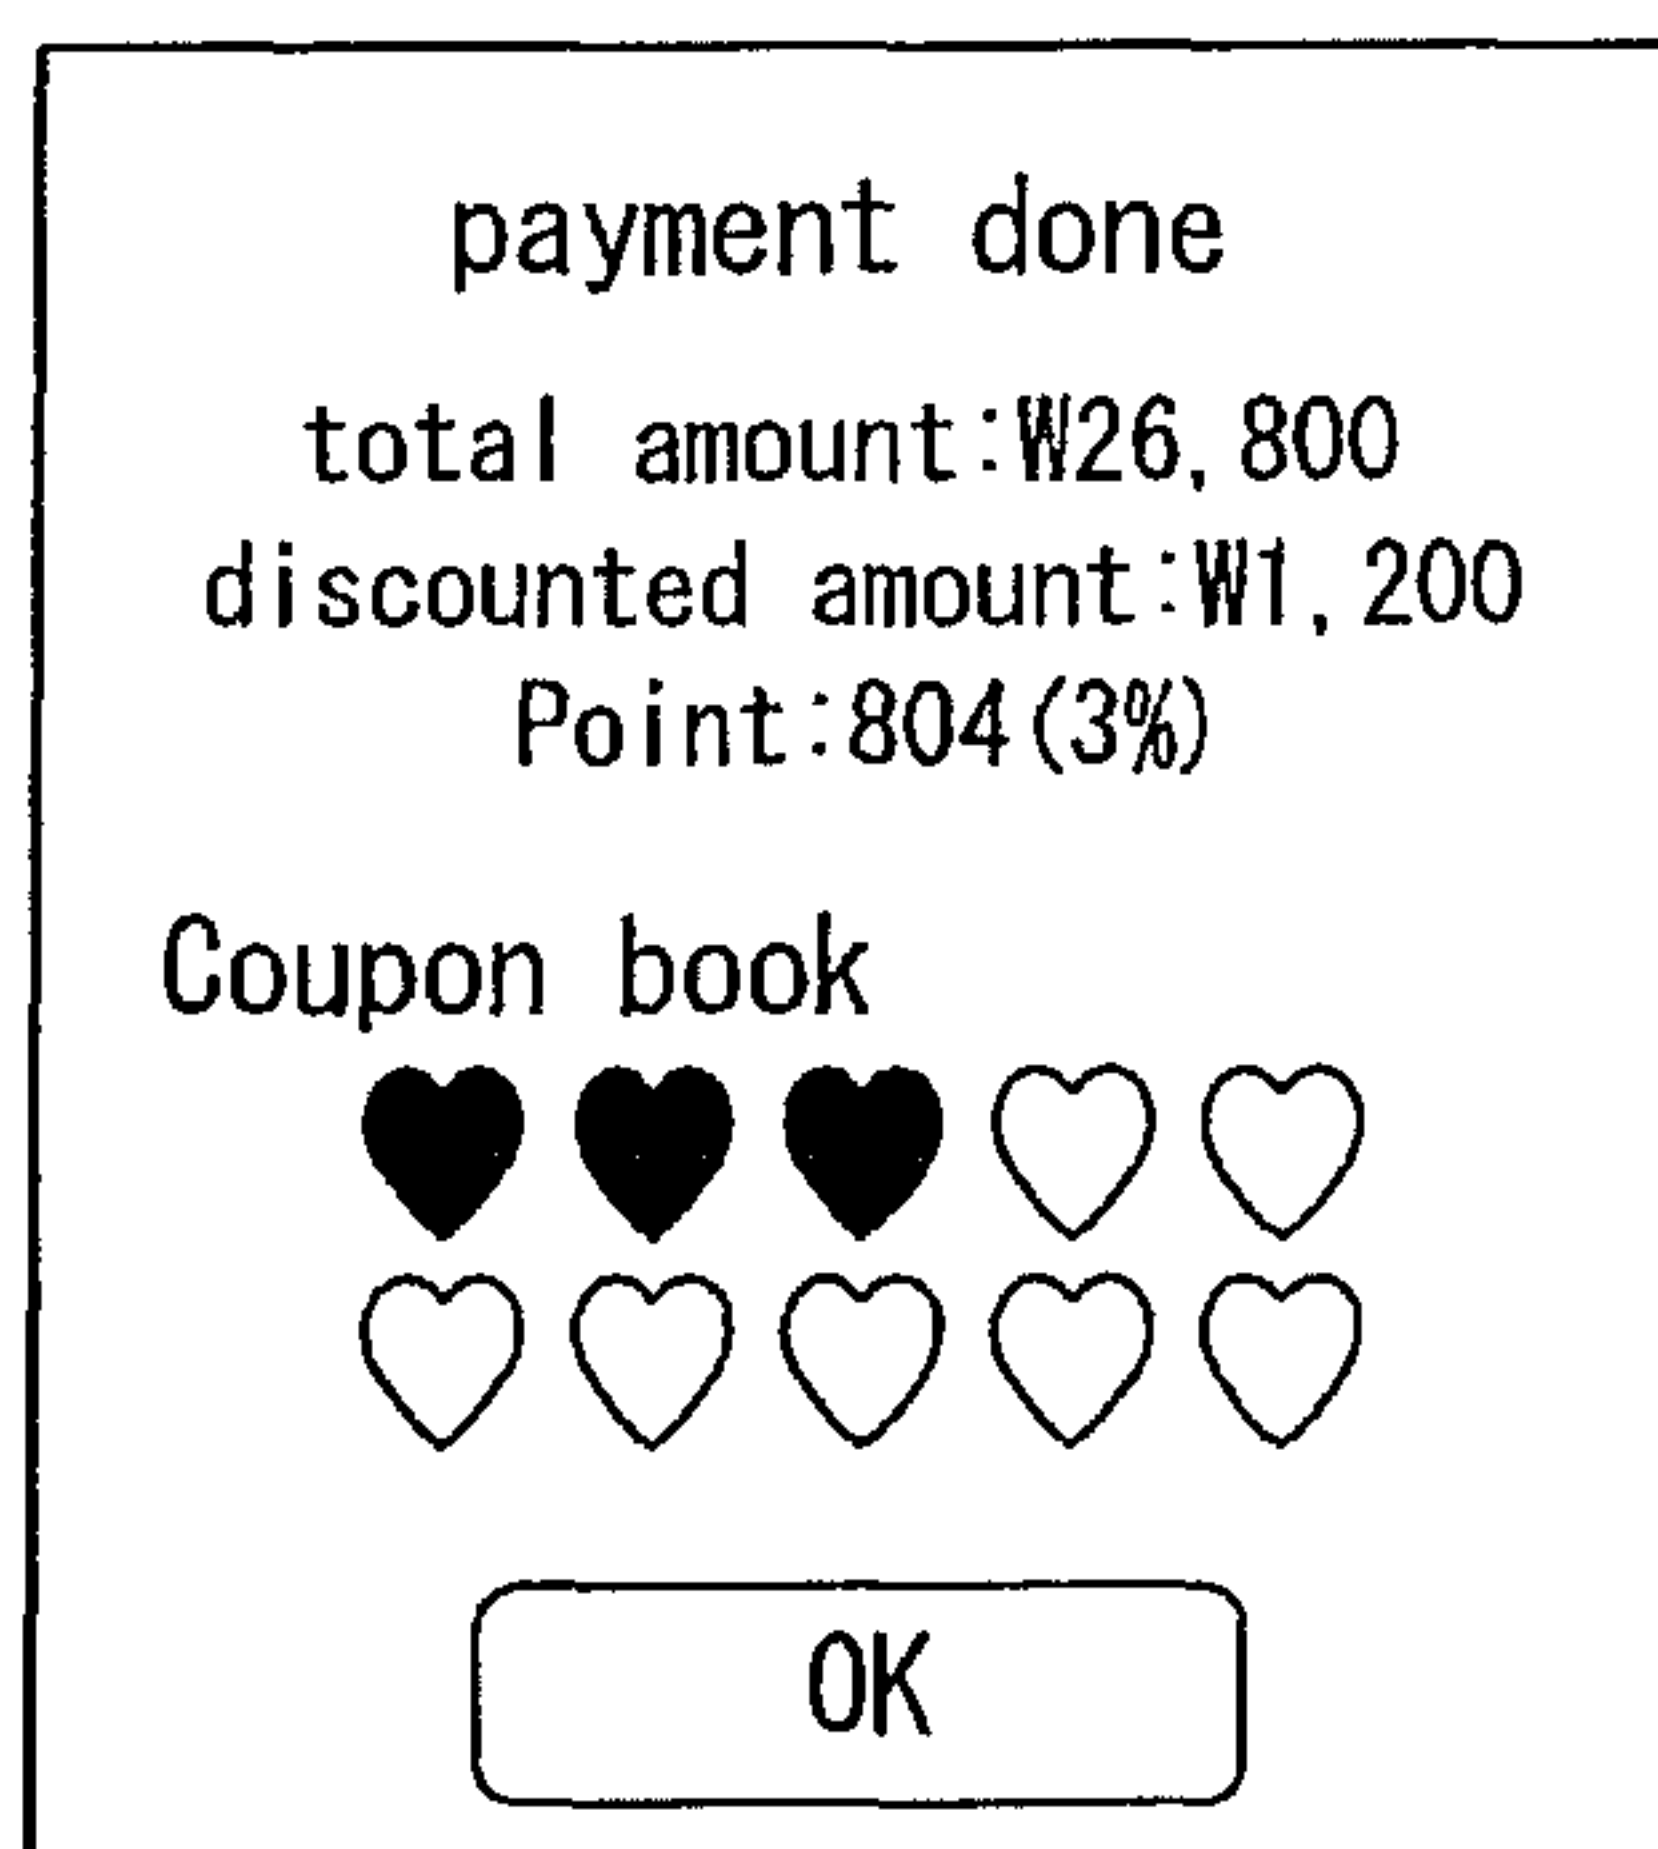 payment done
total amount:W26,800
discounted amount:W1,200
Point:804(3%)
Coupon book
OK